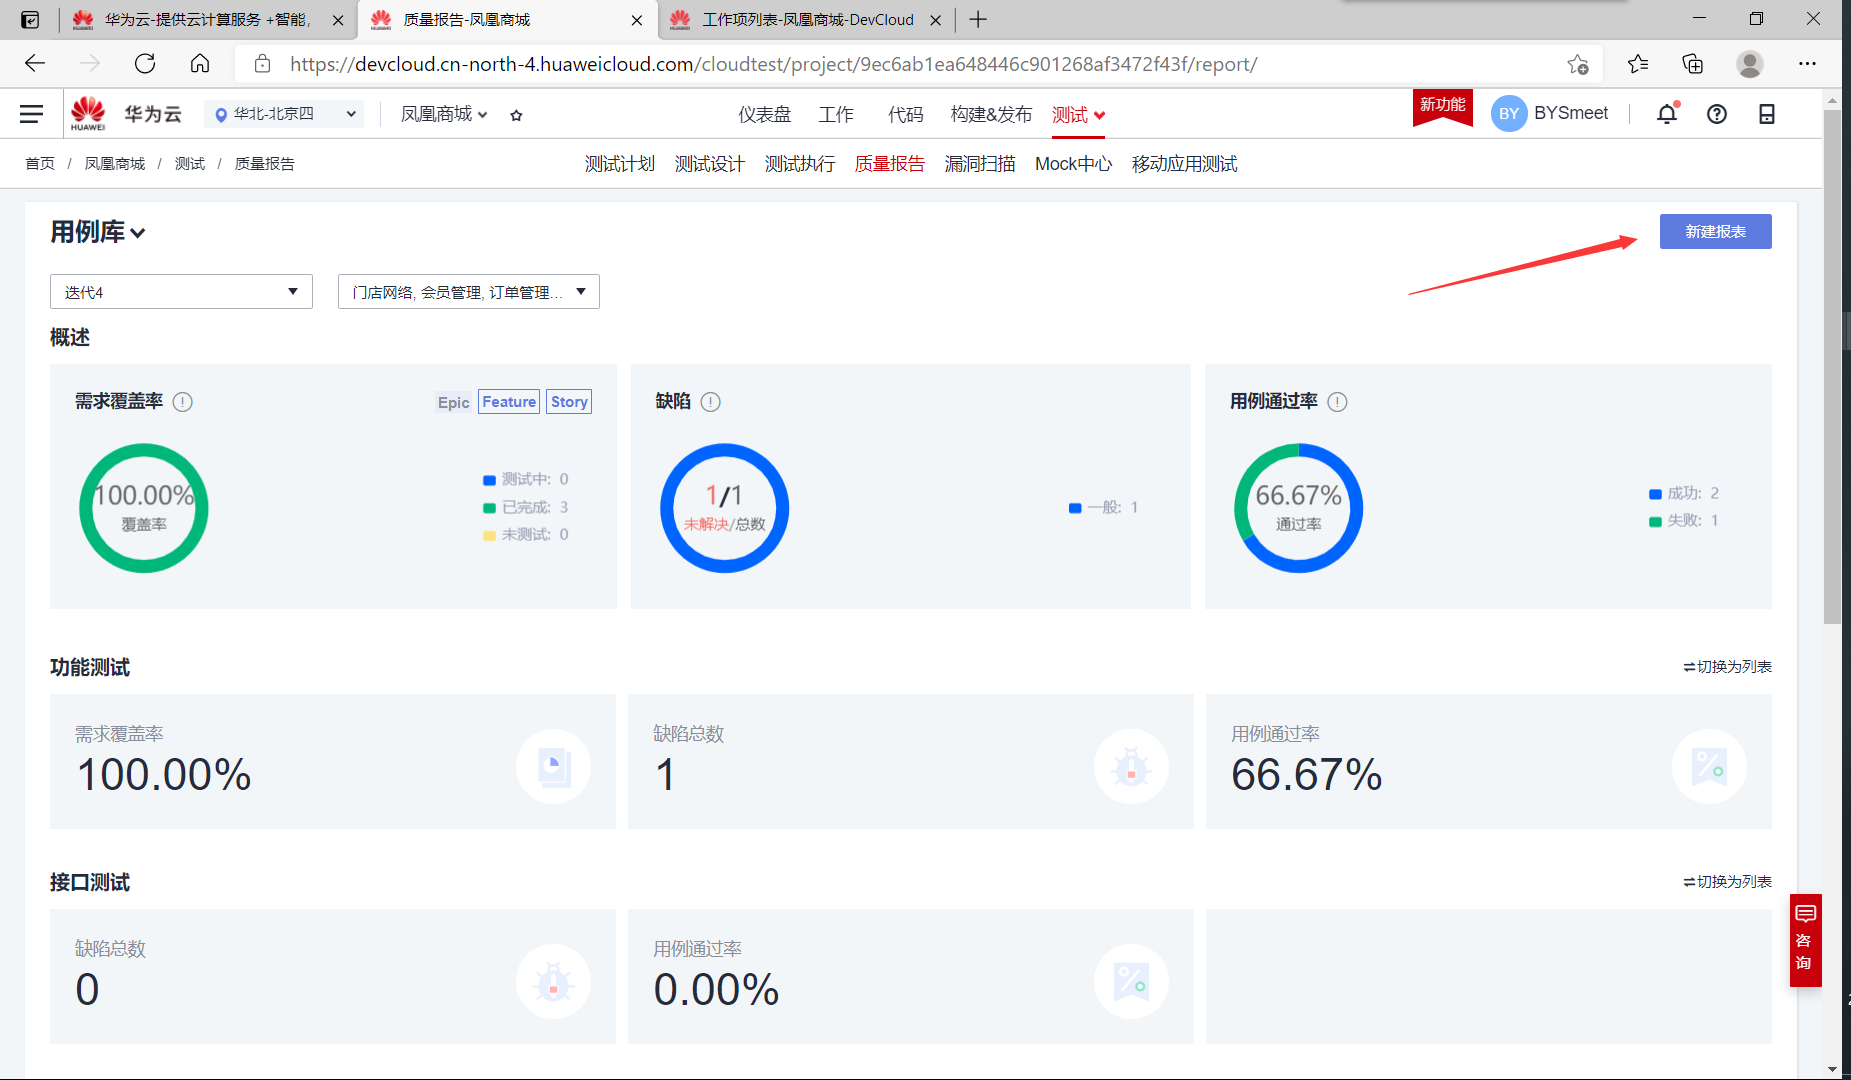 华为云-提供云计算服务 +智能,
质量报告-凤凰商城
工作项列表-凤凰商城-DevCloud
https://devcloud.cn-north-4.huaweicloud.com/cloudtest/project/9ec6ab1ea648446c901268af3472f43f/report/
HUAWEI
华为云
华北-北京四
凤凰商城
仪表盘
工作
代码
构建&发布
测试
新功能
BY
BYSmeet
首页 / 凤凰商城 / 测试 / 质量报告
测试计划
测试设计
测试执行
质量报告
漏洞扫描
Mock中心
移动应用测试
用例库
新建报表
迭代4
门店网络, 会员管理, 订单管理...
概述
需求覆盖率
Epic
Feature
Story
100.00%
覆盖率
测试中: 0
已完成: 3
未测试: 0
缺陷
1/1
未解决/总数
一般: 1
用例通过率
66.67%
通过率
成功: 2
失败: 1
功能测试
切换为列表
需求覆盖率
100.00%
缺陷总数
1
用例通过率
66.67%
接口测试
切换为列表
缺陷总数
0
用例通过率
0.00%
咨
询